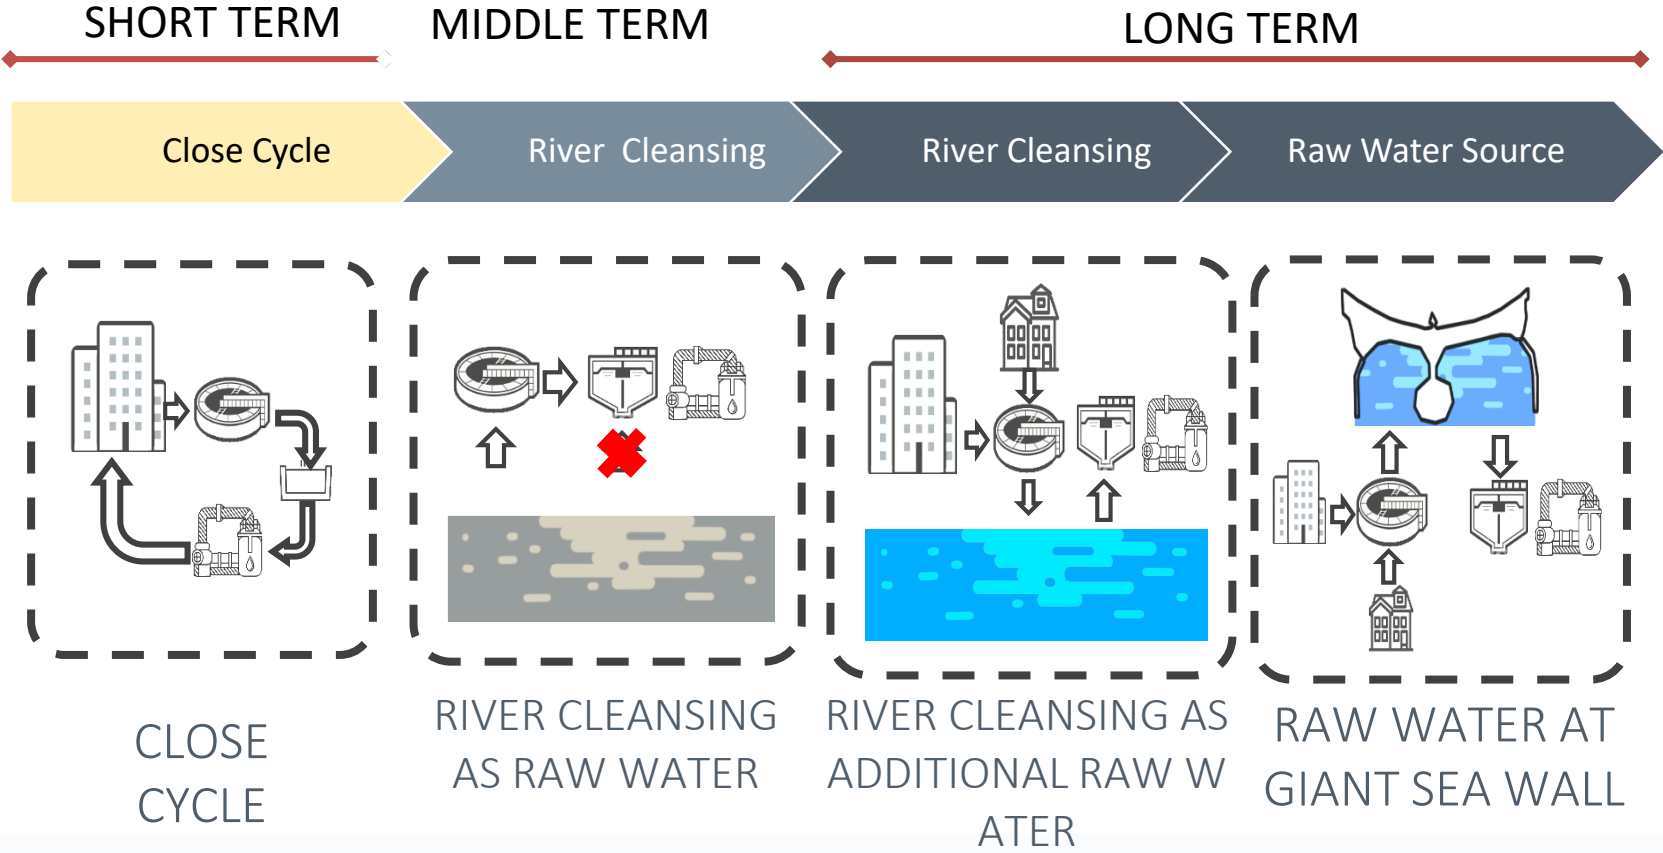 SHORT TERM
MIDDLE TERM
LONG TERM
Close Cycle
River Cleansing
River Cleansing
Raw Water Source
CLOSE
CYCLE
RIVER CLEANSING
AS RAW WATER
RIVER CLEANSING AS
ADDITIONAL RAW W
ATER
RAW WATER AT
GIANT SEA WALL